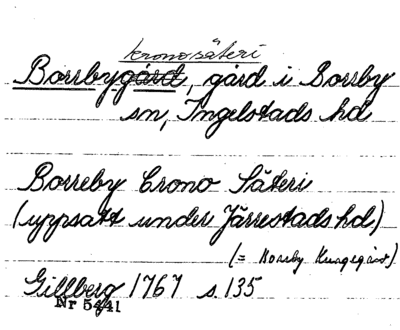 kronosäteri
Borrbygård, gård i Borrby
sn, Ingelstads hd
Borreby Crono Säteri
(uppsatt under Järrestads hd)
(= Borrby Kungsgård)
Gillberg 1767 s. 135
Nr 5441